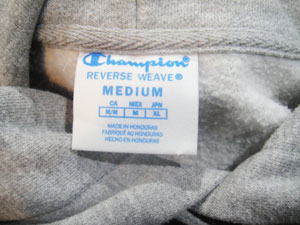 Champion
REVERSE WEAVE®
MEDIUM
CA MEX JPN
M/M M XL
MADE IN HONDURAS
FABRIQUÉ AU HONDURAS
HECHO EN HONDURAS